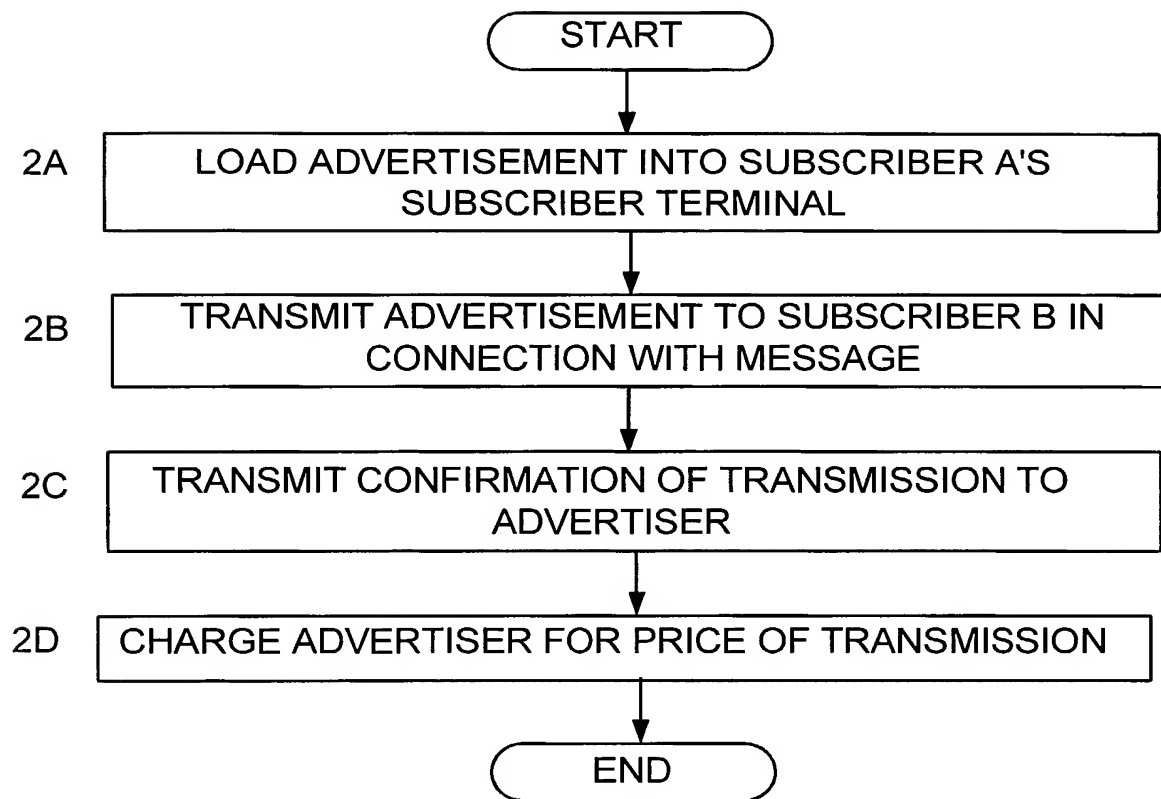 START
2A
LOAD ADVERTISEMENT INTO SUBSCRIBER A'S
SUBSCRIBER TERMINAL
2B
TRANSMIT ADVERTISEMENT TO SUBSCRIBER B IN
CONNECTION WITH MESSAGE
2C
TRANSMIT CONFIRMATION OF TRANSMISSION TO
ADVERTISER
2D
CHARGE ADVERTISER FOR PRICE OF TRANSMISSION
END